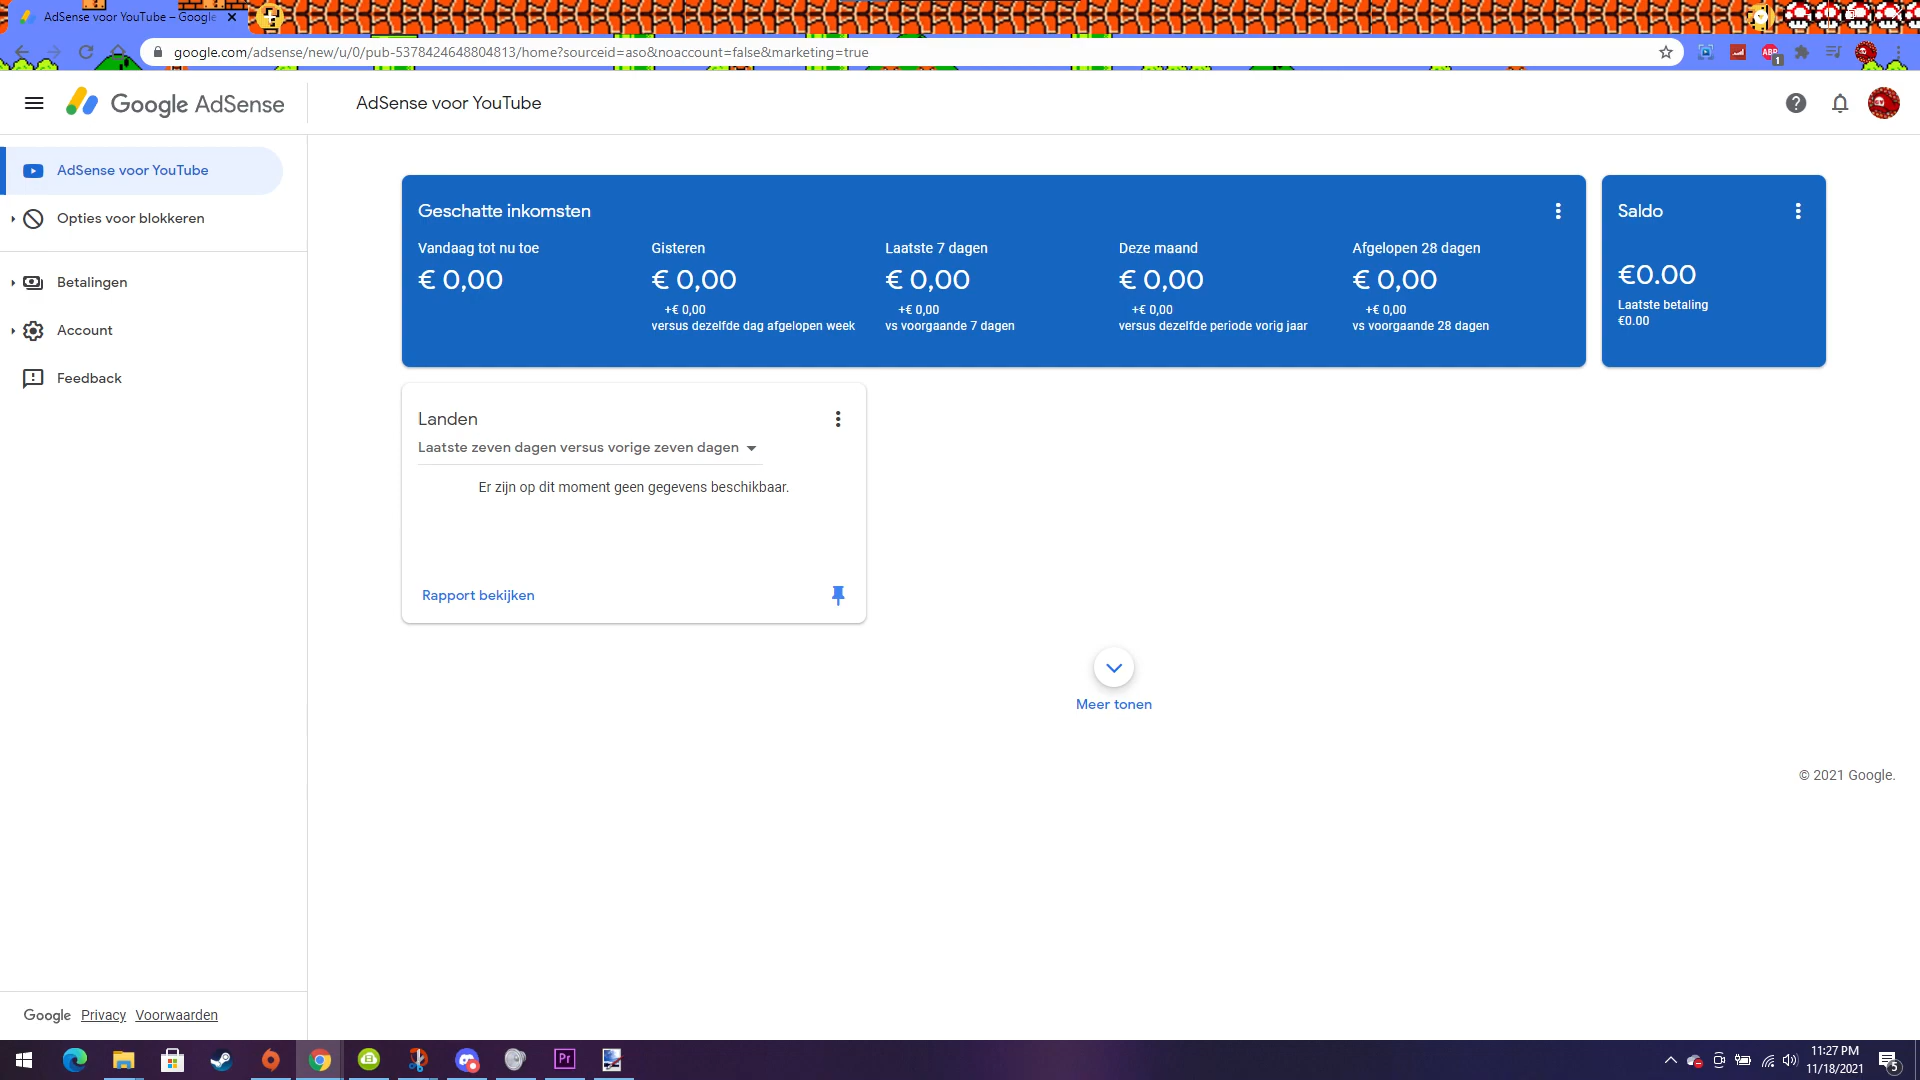 AdSense voor YouTube – Google
google.com/adsense/new/u/0/pub-5378424648804813/home?sourceid=aso&noaccount=false&marketing=true
ABP
1
Google AdSense
AdSense voor YouTube
AdSense voor YouTube
Opties voor blokkeren
Betalingen
Account
Feedback
Geschatte inkomsten
Vandaag tot nu toe
€ 0,00
Gisteren
€ 0,00
+€ 0,00
versus dezelfde dag afgelopen week
Laatste 7 dagen
€ 0,00
+€ 0,00
vs voorgaande 7 dagen
Deze maand
€ 0,00
+€ 0,00
versus dezelfde periode vorig jaar
Afgelopen 28 dagen
€ 0,00
+€ 0,00
vs voorgaande 28 dagen
Saldo
€0.00
Laatste betaling
€0.00
Landen
Laatste zeven dagen versus vorige zeven dagen
Er zijn op dit moment geen gegevens beschikbaar.
Rapport bekijken
Meer tonen
© 2021 Google.
Google Privacy Voorwaarden
Pr
11:27 PM
11/18/2021
5